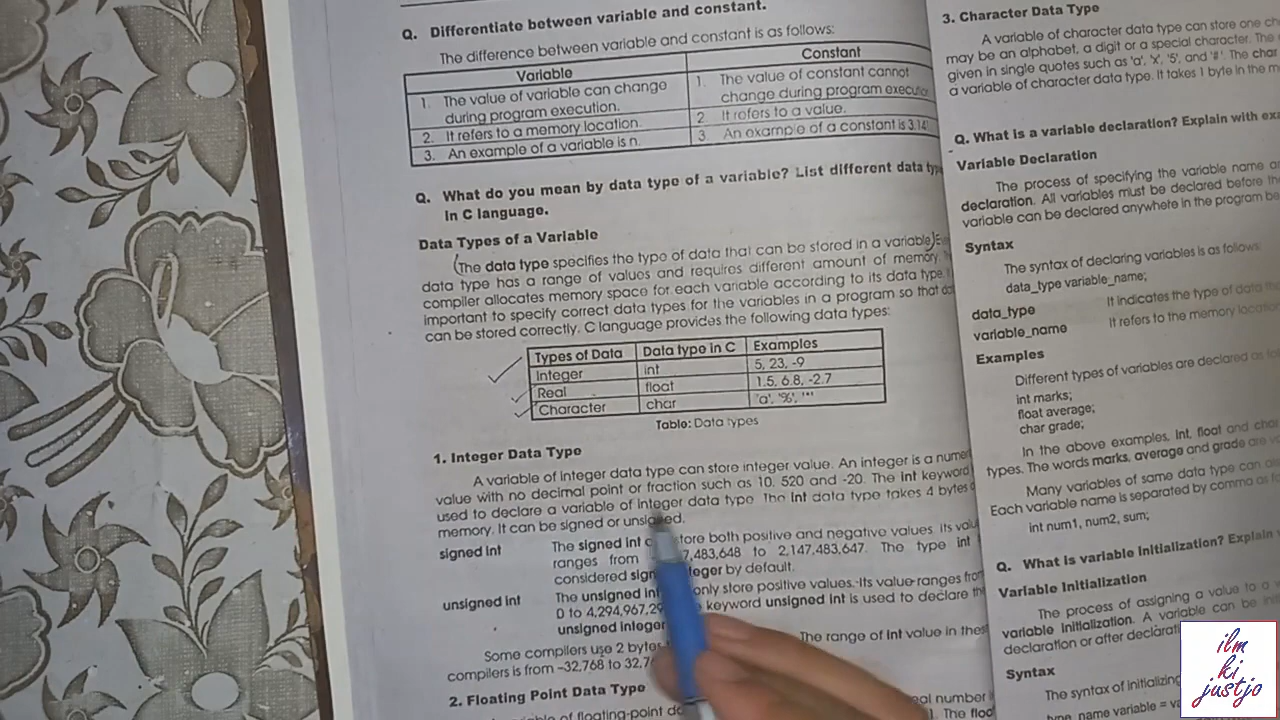 Q. Differentiate between variable and constant.
The difference between variable and constant is as follows:
Variable
Constant
1. The value of variable can change
during program execution.
1. The value of constant cannot
change during program
2. It refers to a memory location.
2 It refers to a value.
3. An example of a variable is n.
3 An example of a constant is
Q. What do you mean by data type of a variable? List different data
in C language.
Data Types of a Variable
(The data type specifies the type of data that can be stored in a variable)
data type has a range of values and requires different amount of memory.
compiler allocates memory space for each variable according to its data type.
important to specify correct data types for the variables in a program so that
can be stored correctly. C language provides the following data types:
Types of Data Data type in C Examples
Integer int 5, 23, -9
Real float 1.5, 6.8, -2.7
Character char 'a', '%',
Table: Data types
1. Integer Data Type
A variable of integer data type can store integer value. An integer is a
value with no decimal point or fraction such as 10, 520 and -20. The int keyword
used to declare a variable of integer data type. The int data type takes 4 bytes
memory. It can be signed or
signed int The signed int both positive and negative values. Its
ranges from to 2,147,483,647. The type int
considered by default.
unsigned int The unsigned int only store positive values. Its value ranges
0 to keyword unsigned int is used to declare
unsigned integer
Some compilers use 2 The range of int value in
compilers is from -32,768 to
2. Floating Point Data Type
of floating-point number
The
3. Character Data Type
A variable of character data type can store one
may be an alphabet, a digit or a special character. The
given in single quotes such as 'a', 'x', '5', and '#'. The
a variable of character data type. It takes 1 byte in the
Q. What is a variable declaration? Explain with
Variable Declaration
The process of specifying the variable name
declaration. All variables must be declared before
variable can be declared anywhere in the program
Syntax
The syntax of declaring variables is as follows:
data_type variable_name;
data_type It indicates the type of data
variable_name It refers to the memory
Examples
Different types of variables are declared as
int marks;
float average;
char grade;
In the above examples, int, float and
types. The words marks, average and grade are
Many variables of same data type can
Each variable name is separated by comma as
int num1, num2, sum;
Q. What is variable initialization? Explain
Variable Initialization
The process of assigning a value to a
variable initialization. A variable can be
declaration or after
Syntax
The syntax of
type_name variable =
ilm
ki
justjo